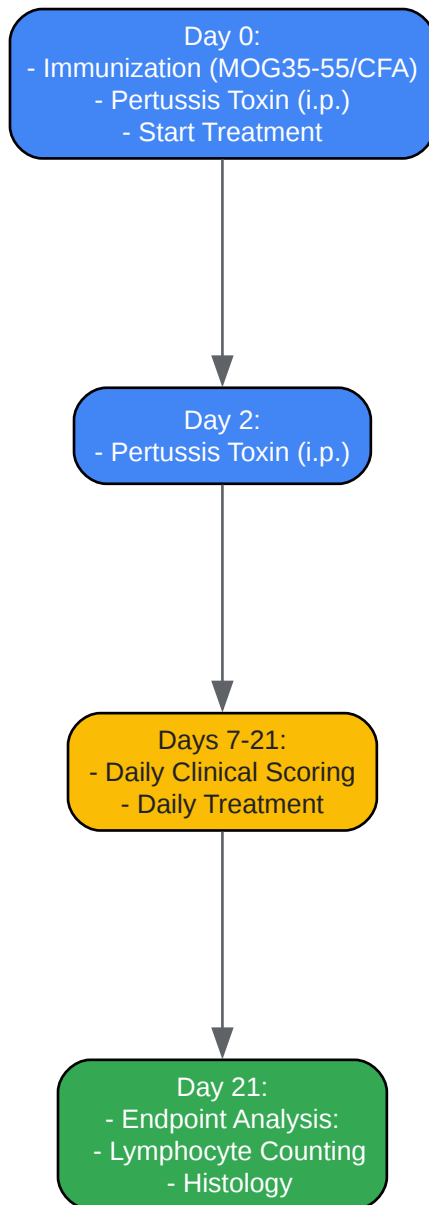 Day 0:
- Immunization (MOG35-55/CFA)
- Pertussis Toxin (i.p.)
- Start Treatment
Day 2:
- Pertussis Toxin (i.p.)
Days 7-21:
- Daily Clinical Scoring
- Daily Treatment
Day 21:
- Endpoint Analysis:
- Lymphocyte Counting
- Histology